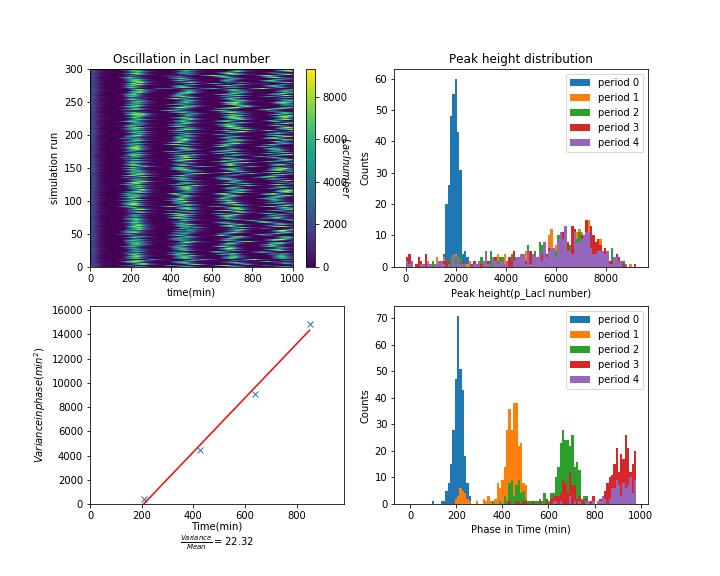 Oscillation in LacI number
300
250
200
150
100
50
0
simulation run
0 200 400 600 800 1000
time(min)
8000
6000
4000
2000
0
LacInumber
Peak height distribution
60
50
40
30
20
10
0
Counts
period 0
period 1
period 2
period 3
period 4
0 2000 4000 6000 8000
Peak height(p_LacI number)
16000
14000
12000
10000
8000
6000
4000
2000
0
Varianceinphase(min²)
0 200 400 600 800
Time(min)
Variance
Mean = 22.32
70
60
50
40
30
20
10
0
Counts
period 0
period 1
period 2
period 3
period 4
0 200 400 600 800 1000
Phase in Time (min)